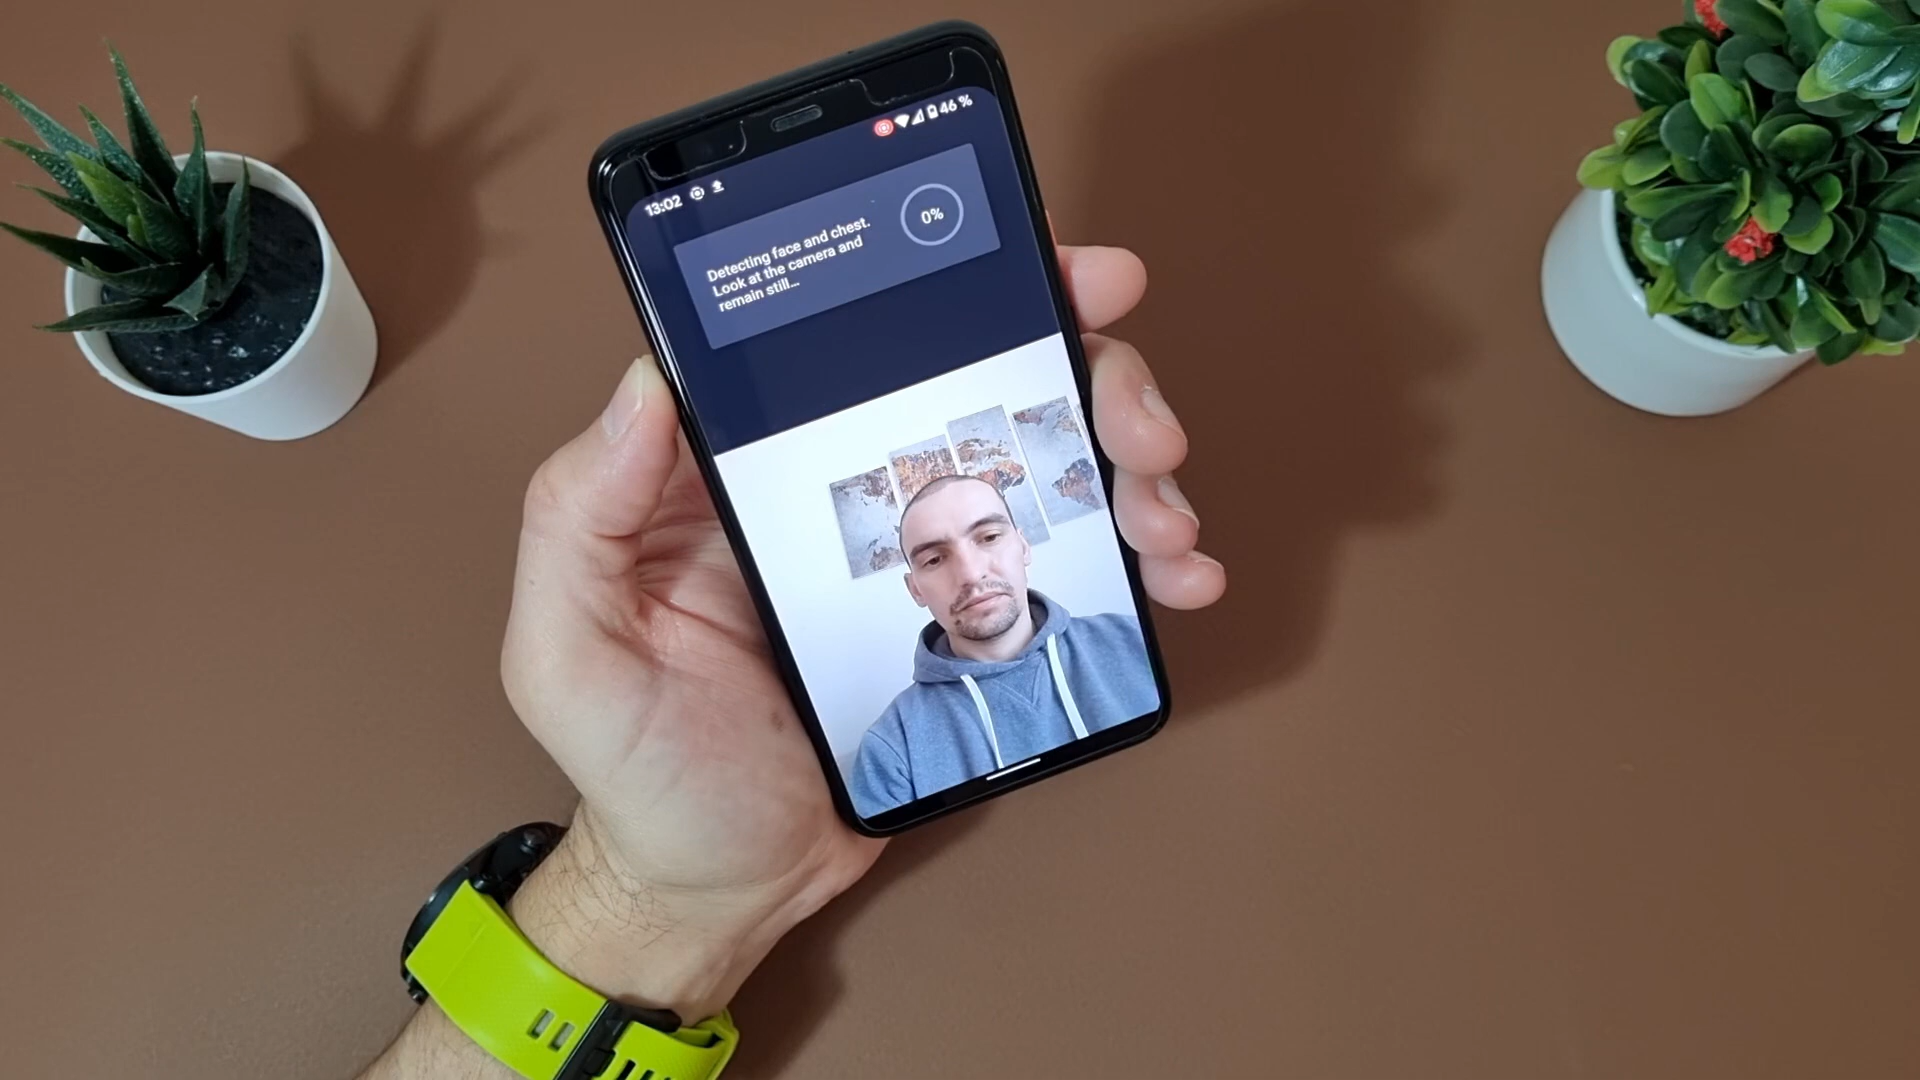 13:02
46 %
Detecting face and chest.
Look at the camera and
remain still...
0%